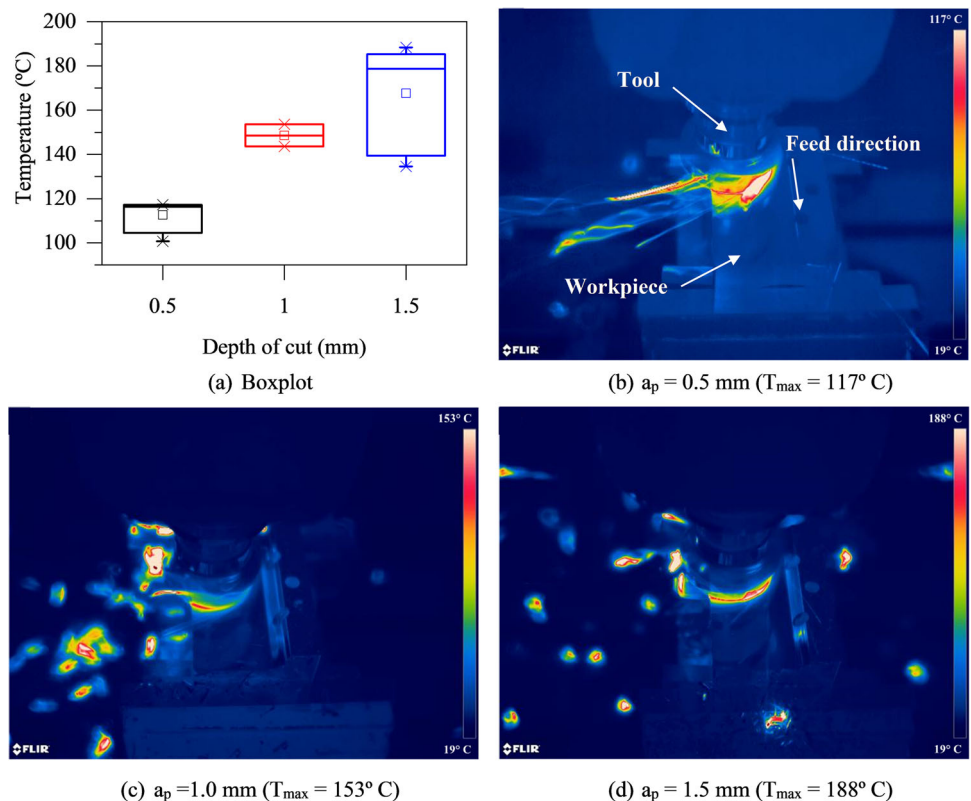 200
180
160
140
120
100
Temperature (ºC)
0.5
1
1.5
Depth of cut (mm)
(a) Boxplot
117° C
Tool
Feed direction
Workpiece
FLIR
19° C
(b) aₚ = 0.5 mm (Tₘₐₓ = 117º C)
153° C
FLIR
19° C
(c) aₚ =1.0 mm (Tₘₐₓ = 153º C)
188° C
FLIR
19° C
(d) aₚ = 1.5 mm (Tₘₐₓ = 188º C)